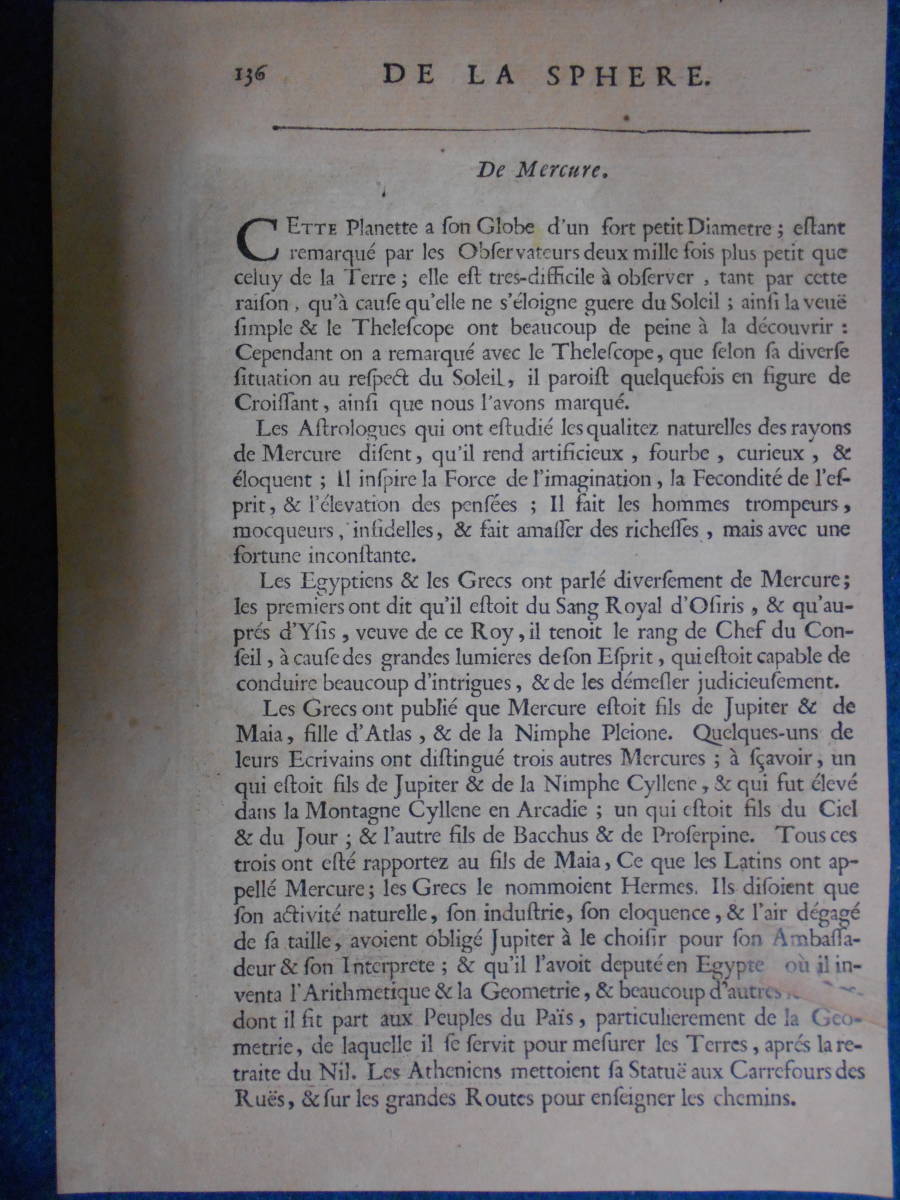 136 DE LA SPHERE.
De Mercure.
CETTE Planette a ſon Globe d'un fort petit Diametre ; eſtant
remarqué par les Obſervateurs deux mille fois plus petit que
celuy de la Terre ; elle eſt tres-difficile à obſerver , tant par cette
raiſon , qu'à cauſe qu'elle ne s'éloigne guere du Soleil ; ainſi la veuë
ſimple & le Theleſcope ont beaucoup de peine à la découvrir :
Cependant on a remarqué avec le Theleſcope, que ſelon ſa diverſe
ſituation au reſpect du Soleil, il paroiſt quelquefois en figure de
Croiſſant, ainſi que nous l'avons marqué.
Les Aſtrologues qui ont eſtudié les qualitez naturelles des rayons
de Mercure diſent, qu'il rend artificieux , fourbe , curieux , &
éloquent ; il inſpire la Force de l'imagination , la Fecondité de l'eſ-
prit, & l'élevation des penſées ; Il fait les hommes trompeurs,
mocqueurs, infidelles, & fait amaſſer des richeſſes , mais avec une
fortune inconſtante.
Les Egyptiens & les Grecs ont parlé diverſement de Mercure;
les premiers ont dit qu'il eſtoit du Sang Royal d'Oſiris , & qu'au-
prés d'Yſis , veuve de ce Roy, il tenoit le rang de Chef du Con-
ſeil , à cauſe des grandes lumieres de ſon Eſprit , qui eſtoit capable de
conduire beaucoup d'intrigues, & de les démeſler judicieuſement.
Les Grecs ont publié que Mercure eſtoit fils de Jupiter & de
Maia, fille d'Atlas , & de la Nimphe Pleione. Quelques-uns de
leurs Ecrivains ont diſtingué trois autres Mercures ; à ſçavoir, un
qui eſtoit fils de Jupiter & de la Nimphe Cyllene, & qui fut élevé
dans la Montagne Cyllene en Arcadie ; un qui eſtoit fils du Ciel
& du Jour ; & l'autre fils de Bacchus & de Proſerpine. Tous ces
trois ont eſté rapportez au fils de Maia, Ce que les Latins ont ap-
pellé Mercure; les Grecs le nommoient Hermes. Ils diſoient que
ſon activité naturelle, ſon induſtrie, ſon eloquence, & l'air dégagé
de ſa taille, avoient obligé Jupiter à le choiſir pour ſon Ambaſſa-
deur & ſon Interprete ; & qu'il l'avoit deputé en Egypte où il in-
venta l'Arithmetique & la Geometrie, & beaucoup d'autres
dont il fit part aux Peuples du Païs, particulierement de la Geo-
metrie, de laquelle il ſe ſervit pour meſurer les Terres, aprés la re-
traite du Nil. Les Atheniens mettoient ſa Statuë aux Carrefours des
Ruës, & ſur les grandes Routes pour enſeigner les chemins.